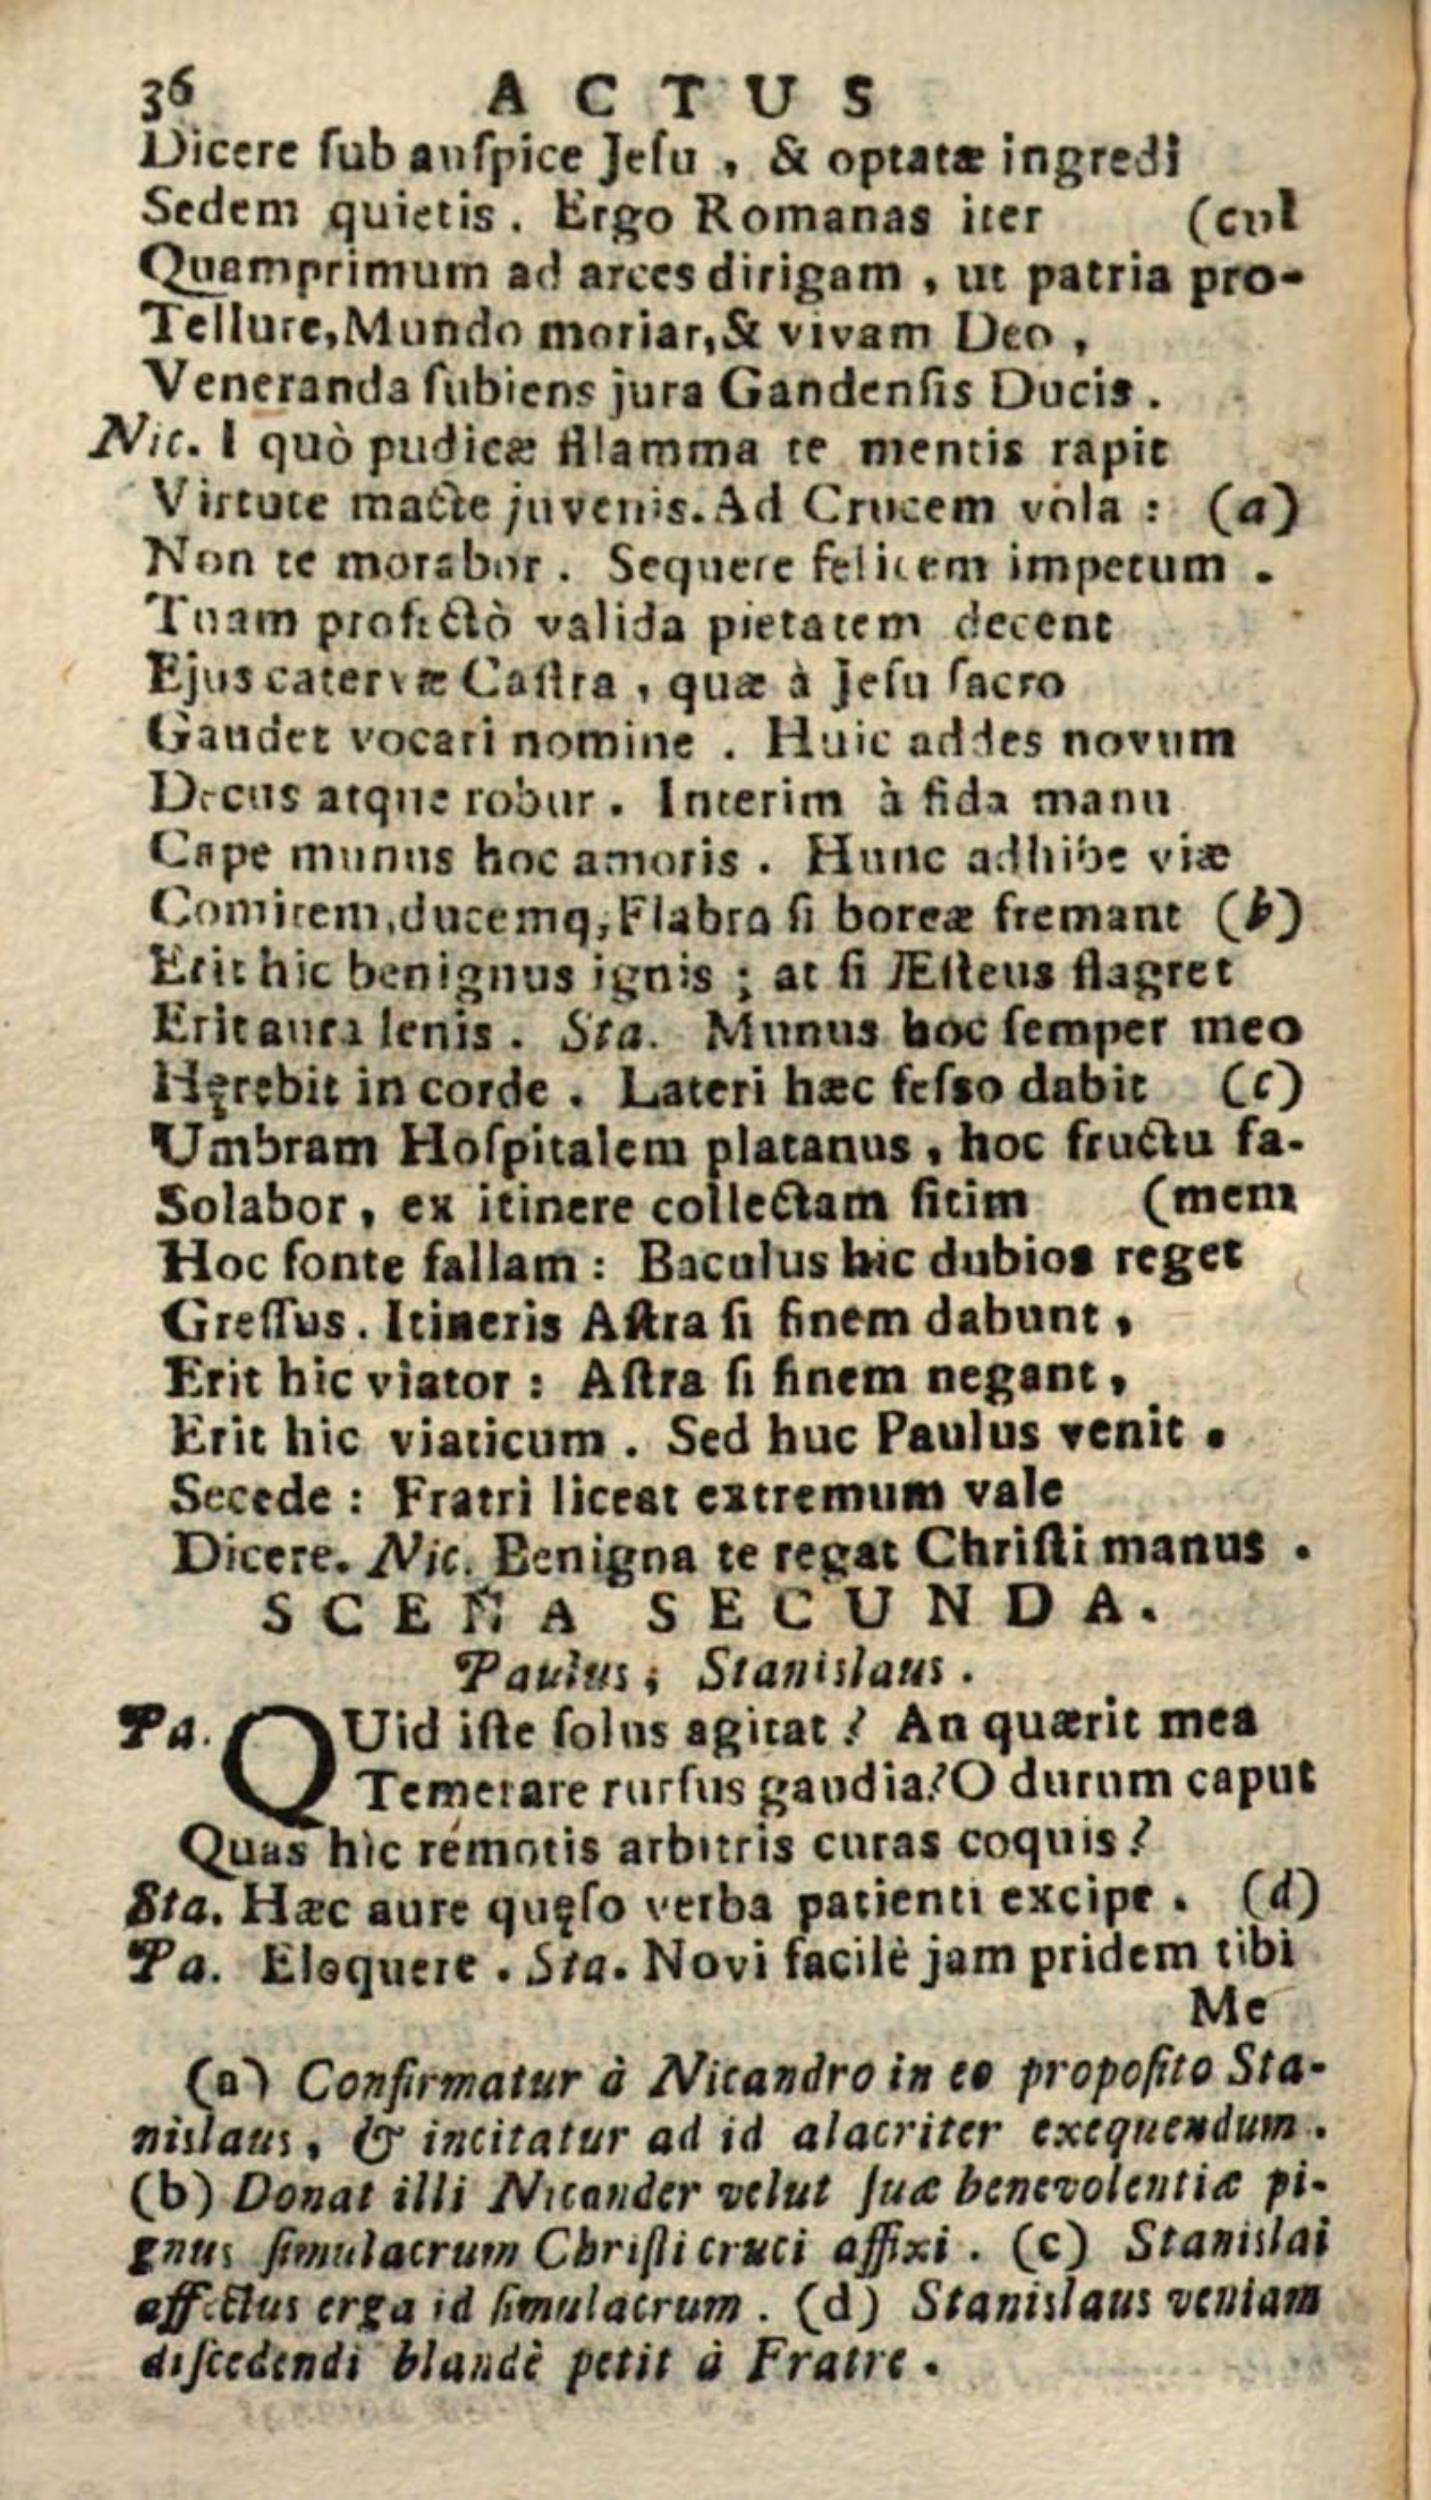 36 ACTUS
Dicere ſub auſpice Jeſu , & optatæ ingredi
Sedem quietis . Ergo Romanas iter (cul
Quamprimum ad arces dirigam , ut patria pro-
Tellure, Mundo moriar, & vivam Deo ,
Veneranda ſubiens jura Gandenſis Ducis .
Nic. I quò pudicæ fllamma te mentis rapit
Virtute macte juvenis. Ad Crucem vola : (a)
Non te morabor . Sequere felicem impetum .
Tuam profectò valida pietatem decent
Ejus catervæ Caſtra , quæ à Jeſu ſacro
Gaudet vocari nomine . Huic addes novum
Decus atque robur . Interim à fida manu
Cape munus hoc amoris . Hunc adhibe viæ
Comitem, ducemq; Flabra ſi boreæ fremant (b)
Erit hic benignus ignis ; at ſi Æſteus flagret
Erit aura lenis . Sta. Munus hoc ſemper meo
Hęrebit in corde . Lateri hæc feſſo dabit (c)
Umbram Hoſpitalem platanus , hoc fructu fa-
Solabor , ex itinere collectam ſitim (mem
Hoc fonte fallam : Baculus hic dubios reget
Greſſus . Itineris Aſtra ſi finem dabunt ,
Erit hic viator : Aſtra ſi finem negant ,
Erit hic viaticum . Sed huc Paulus venit .
Secede : Fratri liceat extremum vale
Dicere. Nic. Benigna te regat Chriſti manus .
SCENA SECUNDA.
Paulus ; Stanislaus .
Pa. QUid iſte ſolus agitat ? An quærit mea
Temerare rurſus gaudia? O durum caput
Quas hìc remotis arbitris curas coquis ?
Sta. Hæc aure quęſo verba patienti excipe . (d)
Pa. Eloquere . Sta. Novi facilè jam pridem tibi
Me
(a) Confirmatur à Nicandro in eo propoſito Sta-
nislaus , & incitatur ad id alacriter exequendum .
(b) Donat illi Nicander velut ſuæ benevolentiæ pi-
gnus ſimulacrum Chriſti cruci affixi . (c) Stanislai
affectus erga id ſimulacrum . (d) Stanislaus veniam
diſcedendi blandè petit à Fratre .